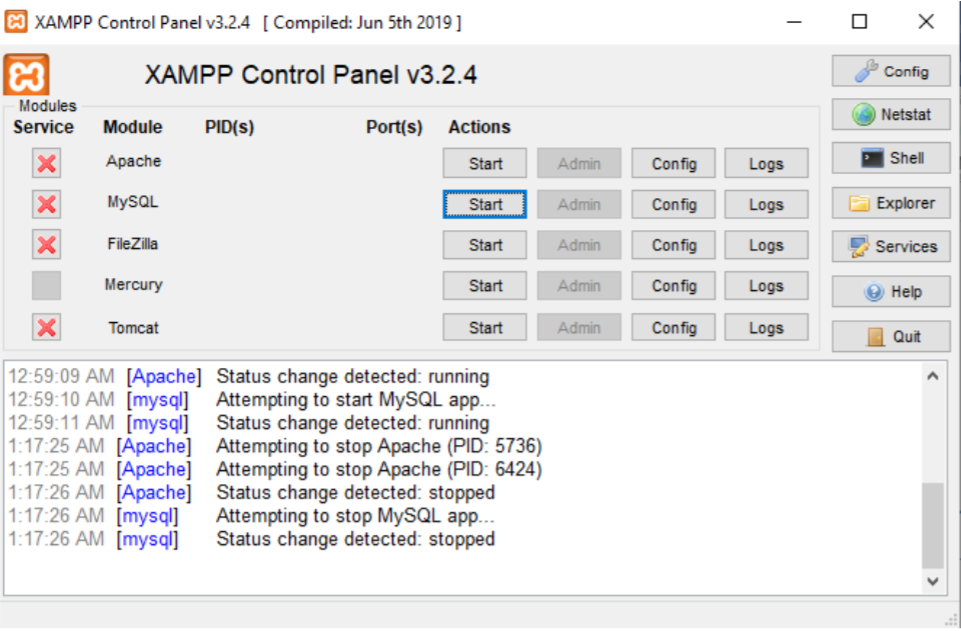 XAMPP Control Panel v3.2.4 [ Compiled: Jun 5th 2019 ]
XAMPP Control Panel v3.2.4
Config
Modules
Service Module PID(s) Port(s) Actions
Netstat
Apache Start Admin Config Logs
Shell
MySQL Start Admin Config Logs
Explorer
FileZilla Start Admin Config Logs
Services
Mercury Start Admin Config Logs
Help
Tomcat Start Admin Config Logs
Quit
12:59:09 AM [Apache] Status change detected: running
12:59:10 AM [mysql] Attempting to start MySQL app...
12:59:11 AM [mysql] Status change detected: running
1:17:25 AM [Apache] Attempting to stop Apache (PID: 5736)
1:17:25 AM [Apache] Attempting to stop Apache (PID: 6424)
1:17:26 AM [Apache] Status change detected: stopped
1:17:26 AM [mysql] Attempting to stop MySQL app...
1:17:26 AM [mysql] Status change detected: stopped